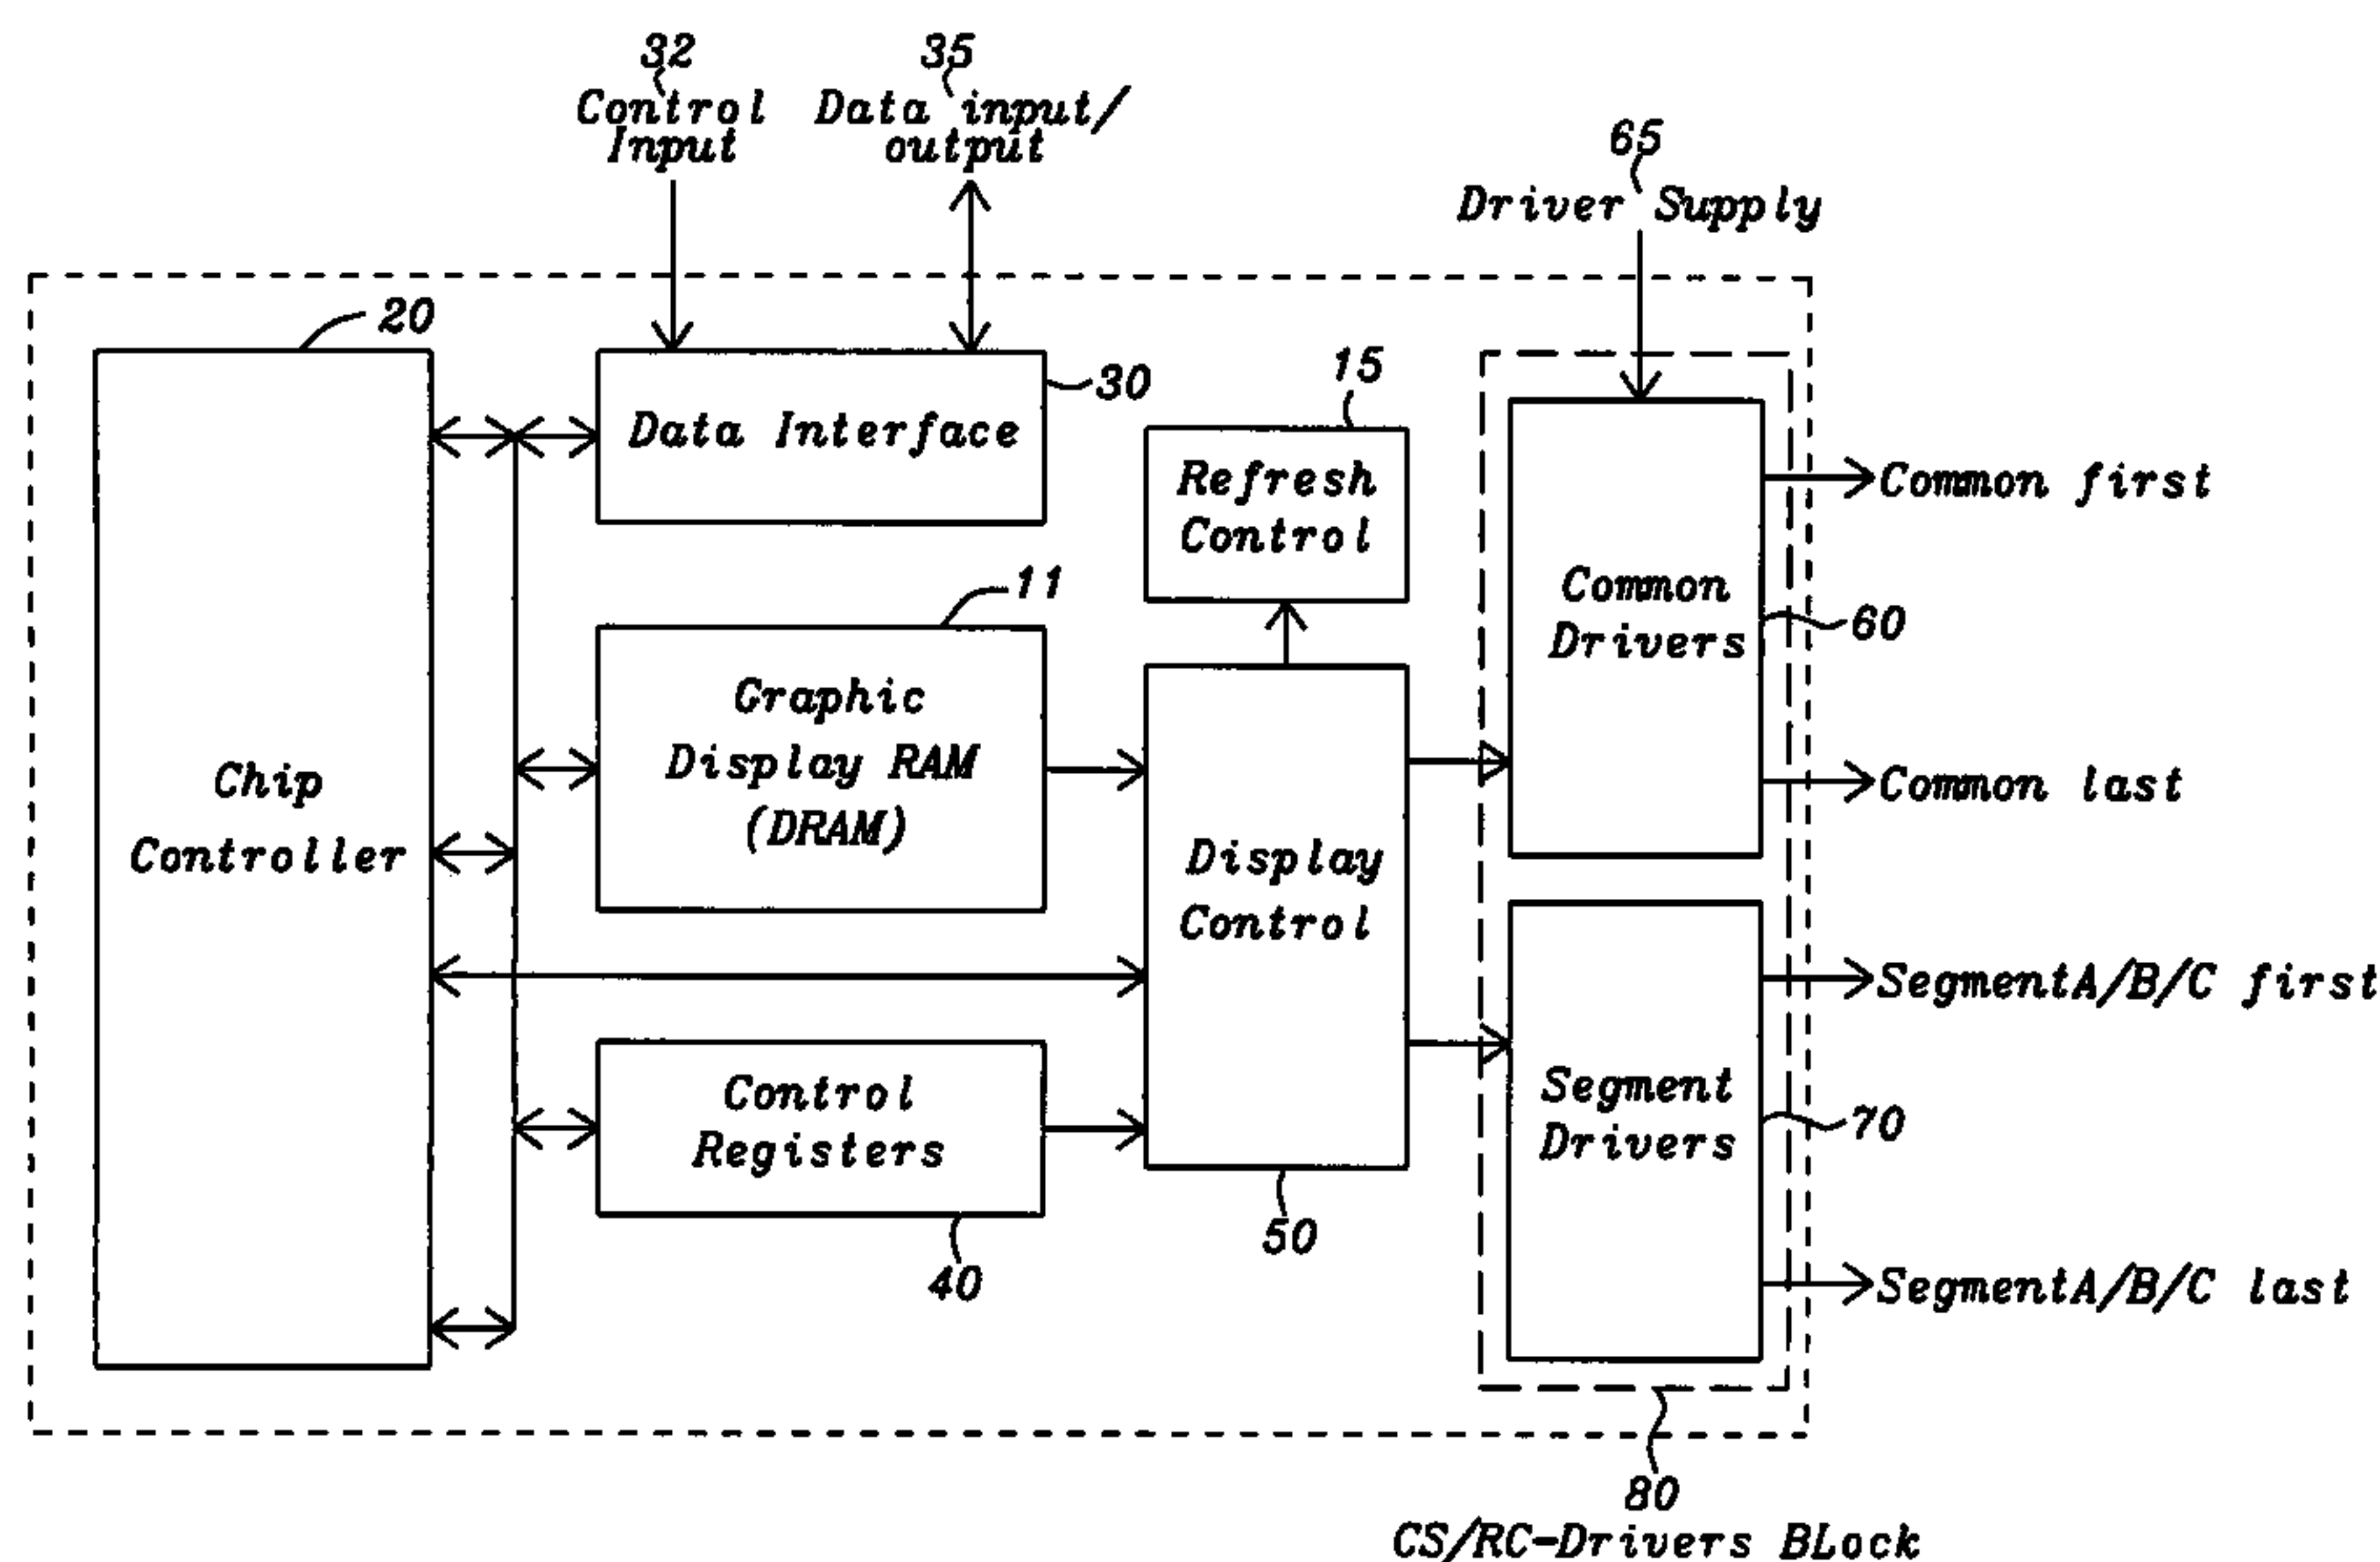 32
Control
Input
35
Data input/
output
65
Driver Supply
20
Chip
Controller
30
Data Interface
15
Refresh
Control
11
Graphic
Display RAM
(DRAM)
Display
Control
50
Control
Registers
40
Common
Drivers
60
Segment
Drivers
70
Common first
Common last
SegmentA/B/C first
SegmentA/B/C last
80
CS/RC-Drivers BLock